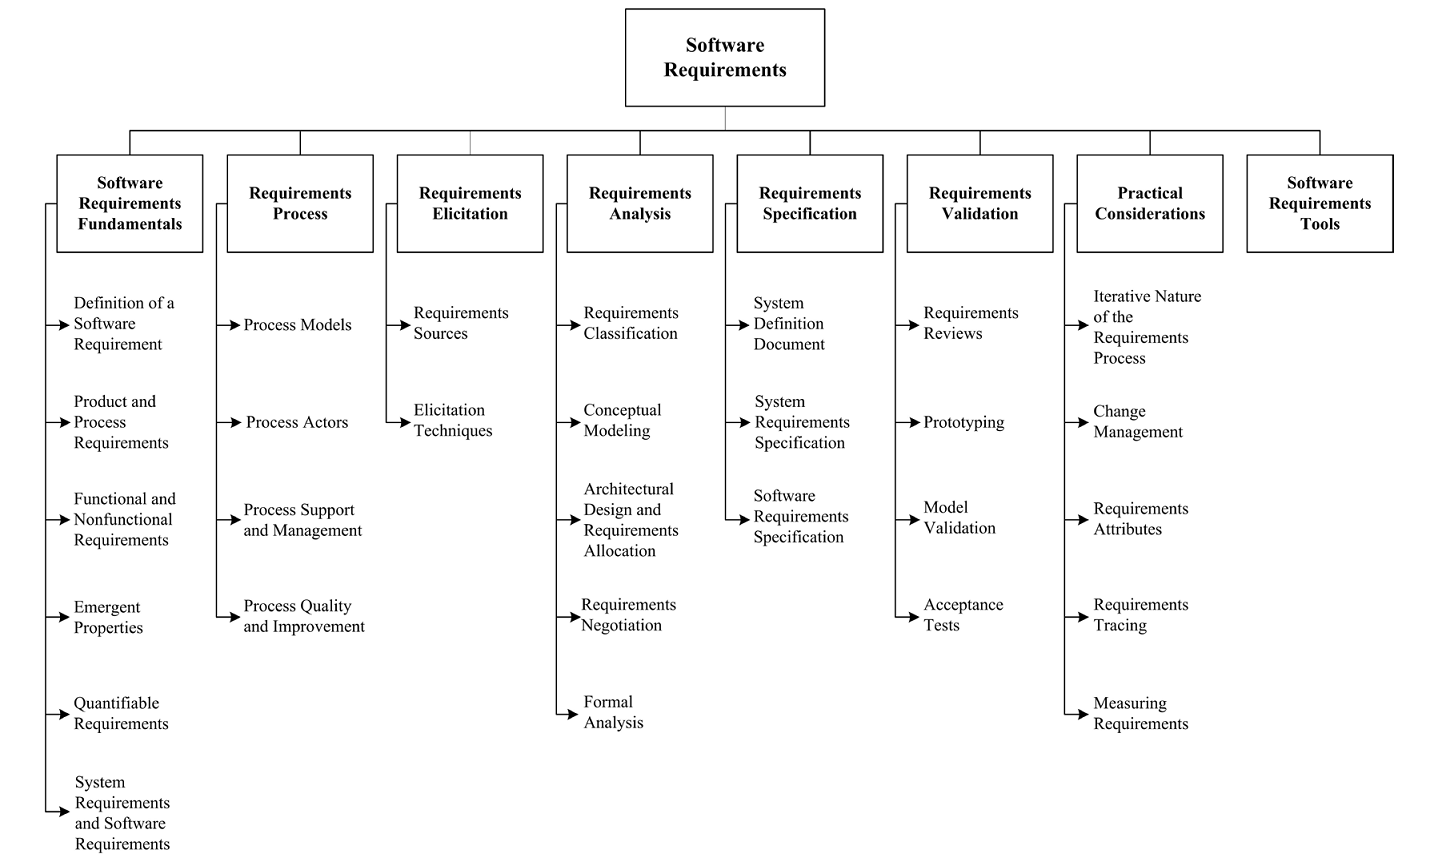 Software
Requirements
Software
Requirements
Fundamentals
Requirements
Process
Requirements
Elicitation
Requirements
Analysis
Requirements
Specification
Requirements
Validation
Practical
Considerations
Software
Requirements
Tools
Definition of a
Software
Requirement
Product and
Process
Requirements
Functional and
Nonfunctional
Requirements
Emergent
Properties
Quantifiable
Requirements
System
Requirements
and Software
Requirements
Process Models
Process Actors
Process Support
and Management
Process Quality
and Improvement
Requirements
Sources
Elicitation
Techniques
Requirements
Classification
Conceptual
Modeling
Architectural
Design and
Requirements
Allocation
Requirements
Negotiation
Formal
Analysis
System
Definition
Document
System
Requirements
Specification
Software
Requirements
Specification
Requirements
Reviews
Prototyping
Model
Validation
Acceptance
Tests
Iterative Nature
of the
Requirements
Process
Change
Management
Requirements
Attributes
Requirements
Tracing
Measuring
Requirements